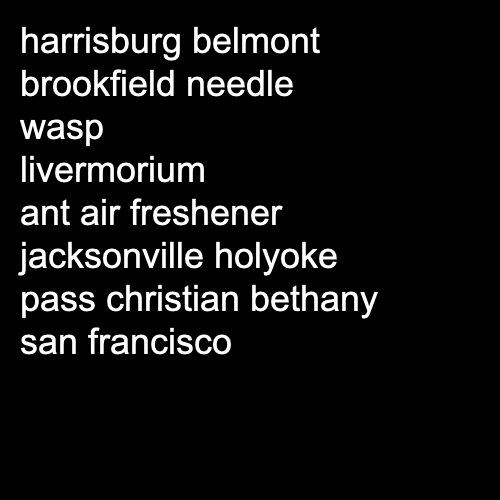 harrisburg belmont
brookfield needle
wasp
livermorium
ant air freshener
jacksonville holyoke
pass christian bethany
san francisco